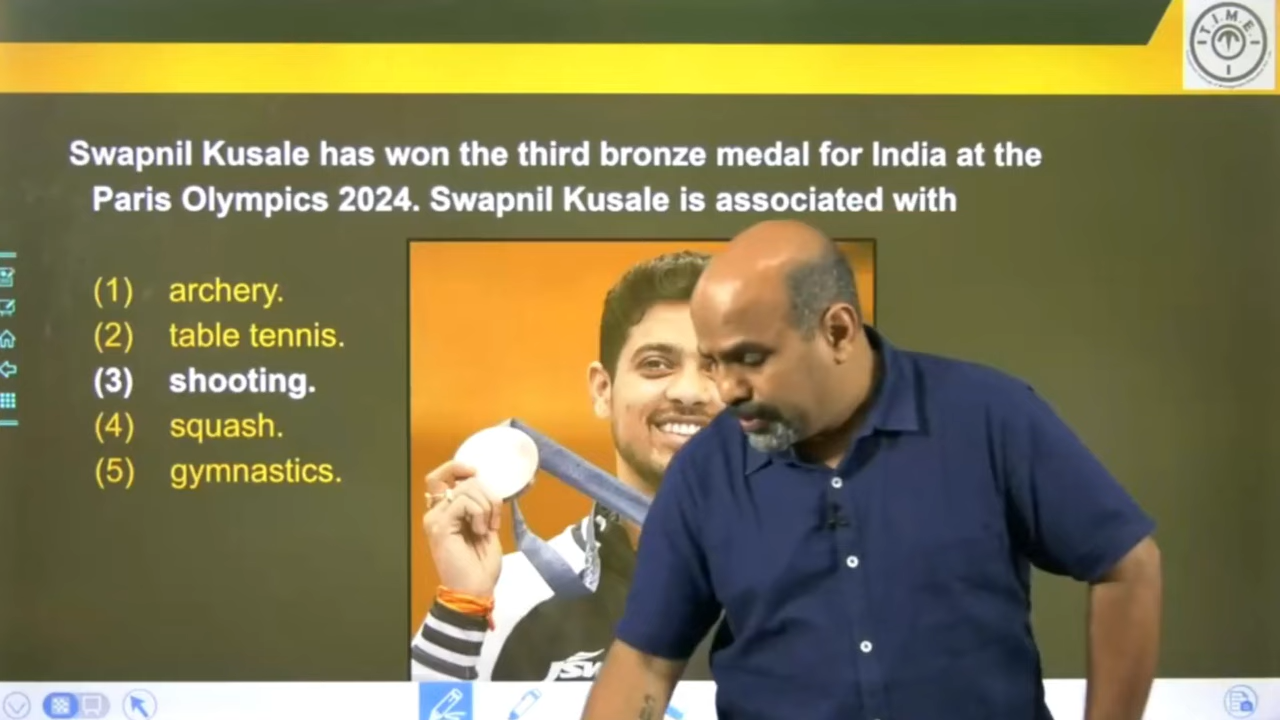 T.I.M.E.
Swapnil Kusale has won the third bronze medal for India at the
Paris Olympics 2024. Swapnil Kusale is associated with
(1) archery.
(2) table tennis.
(3) shooting.
(4) squash.
(5) gymnastics.
JSW